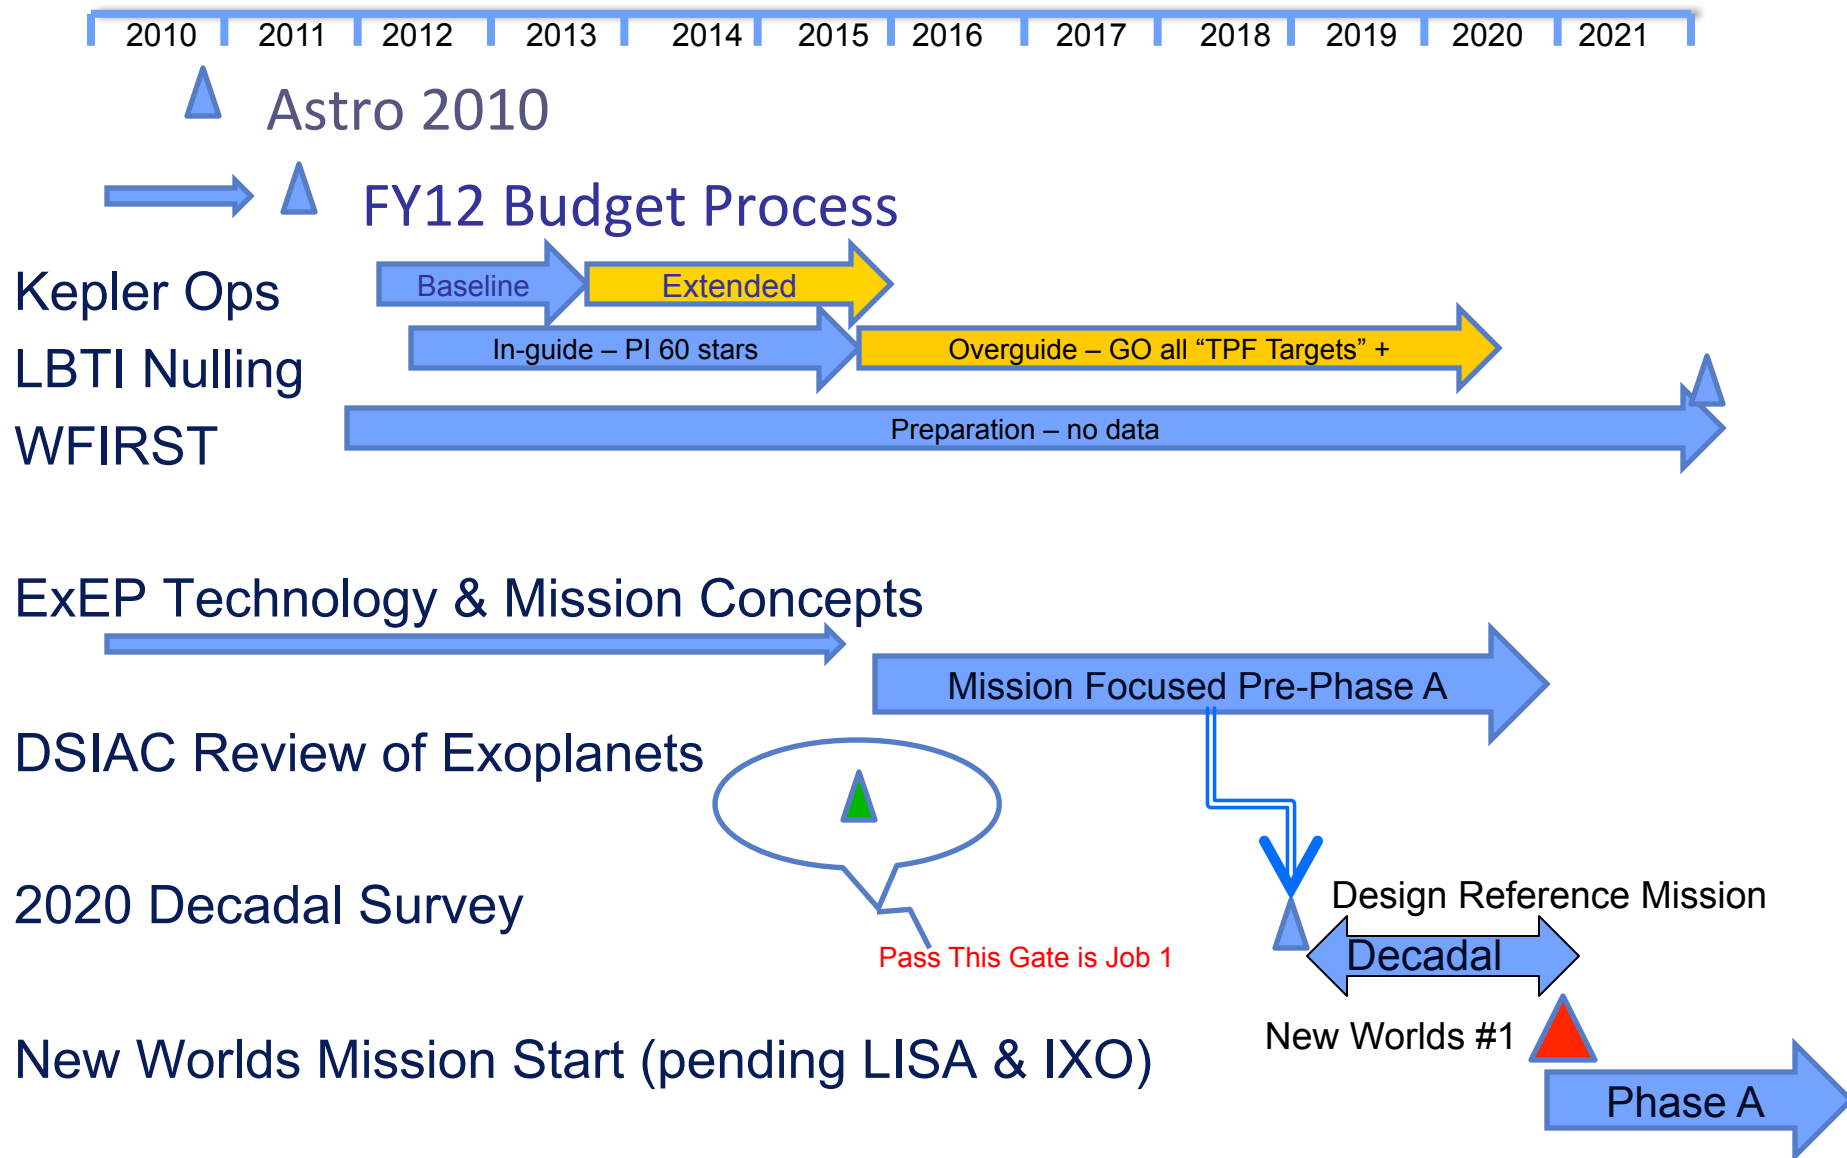 2010 2011 2012 2013 2014 2015 2016 2017 2018 2019 2020 2021
Astro 2010
FY12 Budget Process
Kepler Ops
Baseline
Extended
LBTI Nulling
In-guide – PI 60 stars
Overguide – GO all “TPF Targets” +
WFIRST
Preparation – no data
ExEP Technology & Mission Concepts
Mission Focused Pre-Phase A
DSIAC Review of Exoplanets
2020 Decadal Survey
Design Reference Mission
Decadal
Pass This Gate is Job 1
New Worlds #1
New Worlds Mission Start (pending LISA & IXO)
Phase A